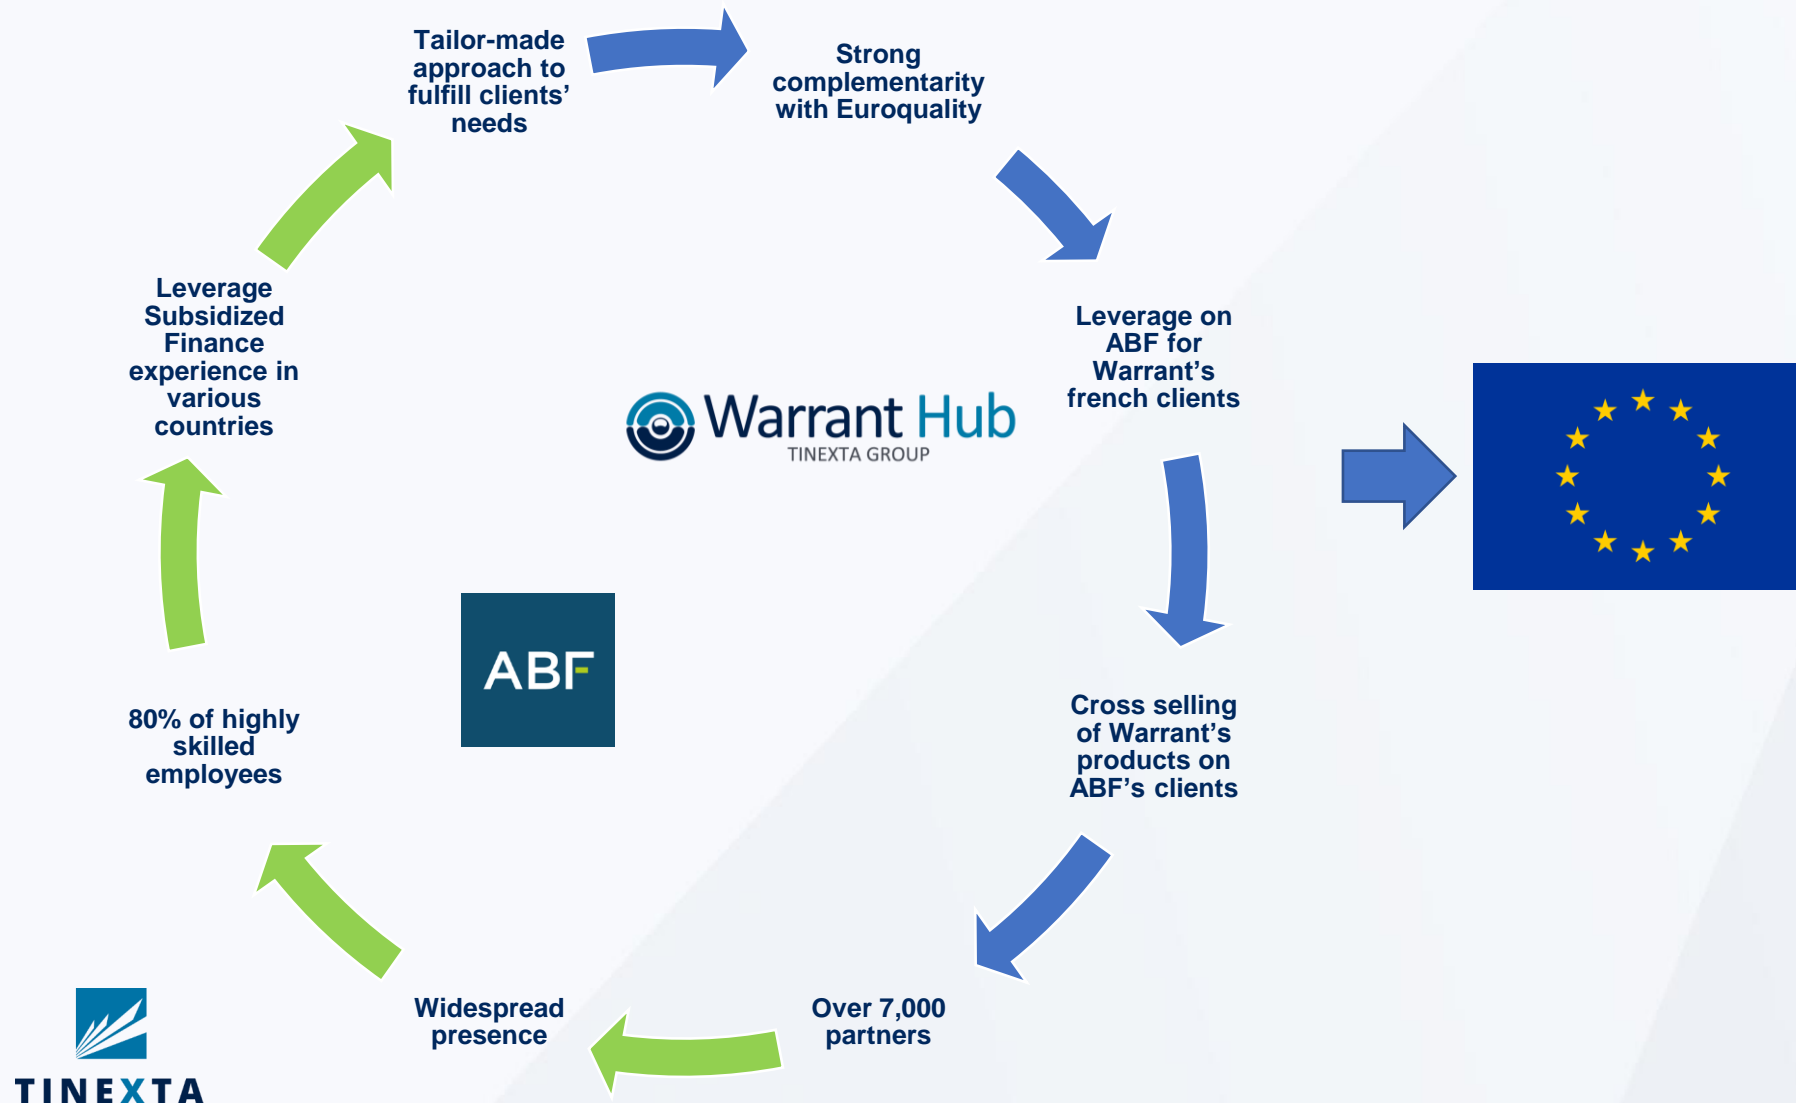 Tailor-made
approach to
fulfill clients’
needs
Strong
complementarity
with Euroquality
Leverage
Subsidized
Finance
experience in
various
countries
Leverage on
ABF for
Warrant’s
french clients
Warrant Hub
TINEXTA GROUP
ABF
80% of highly
skilled
employees
Cross selling
of Warrant’s
products on
ABF’s clients
Widespread
presence
Over 7,000
partners
TINEXTA